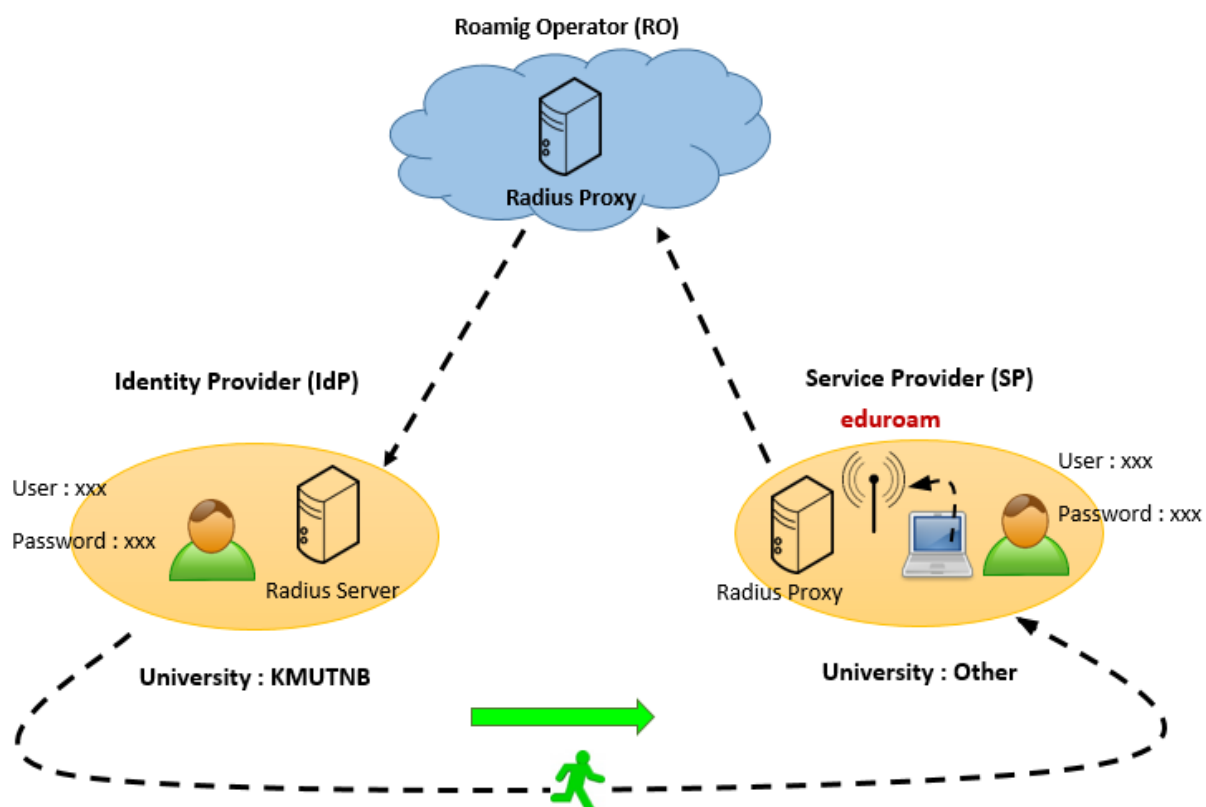 Roamig Operator (RO)
Radius Proxy
Identity Provider (IdP)
User : xxx
Password : xxx
Radius Server
University : KMUTNB
Service Provider (SP)
eduroam
User : xxx
Password : xxx
Radius Proxy
University : Other